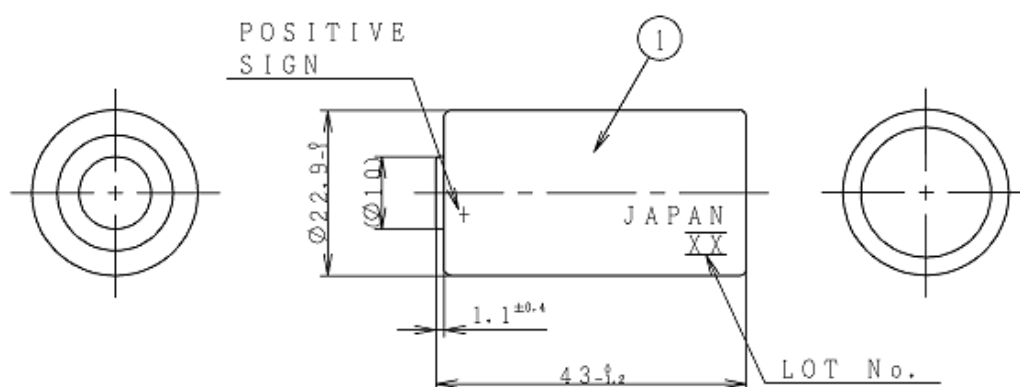 POSITIVE
SIGN
1
Ø22.9-
(Ø10)
+
JAPAN
XX
1.1±0.4
43-
LOT No.